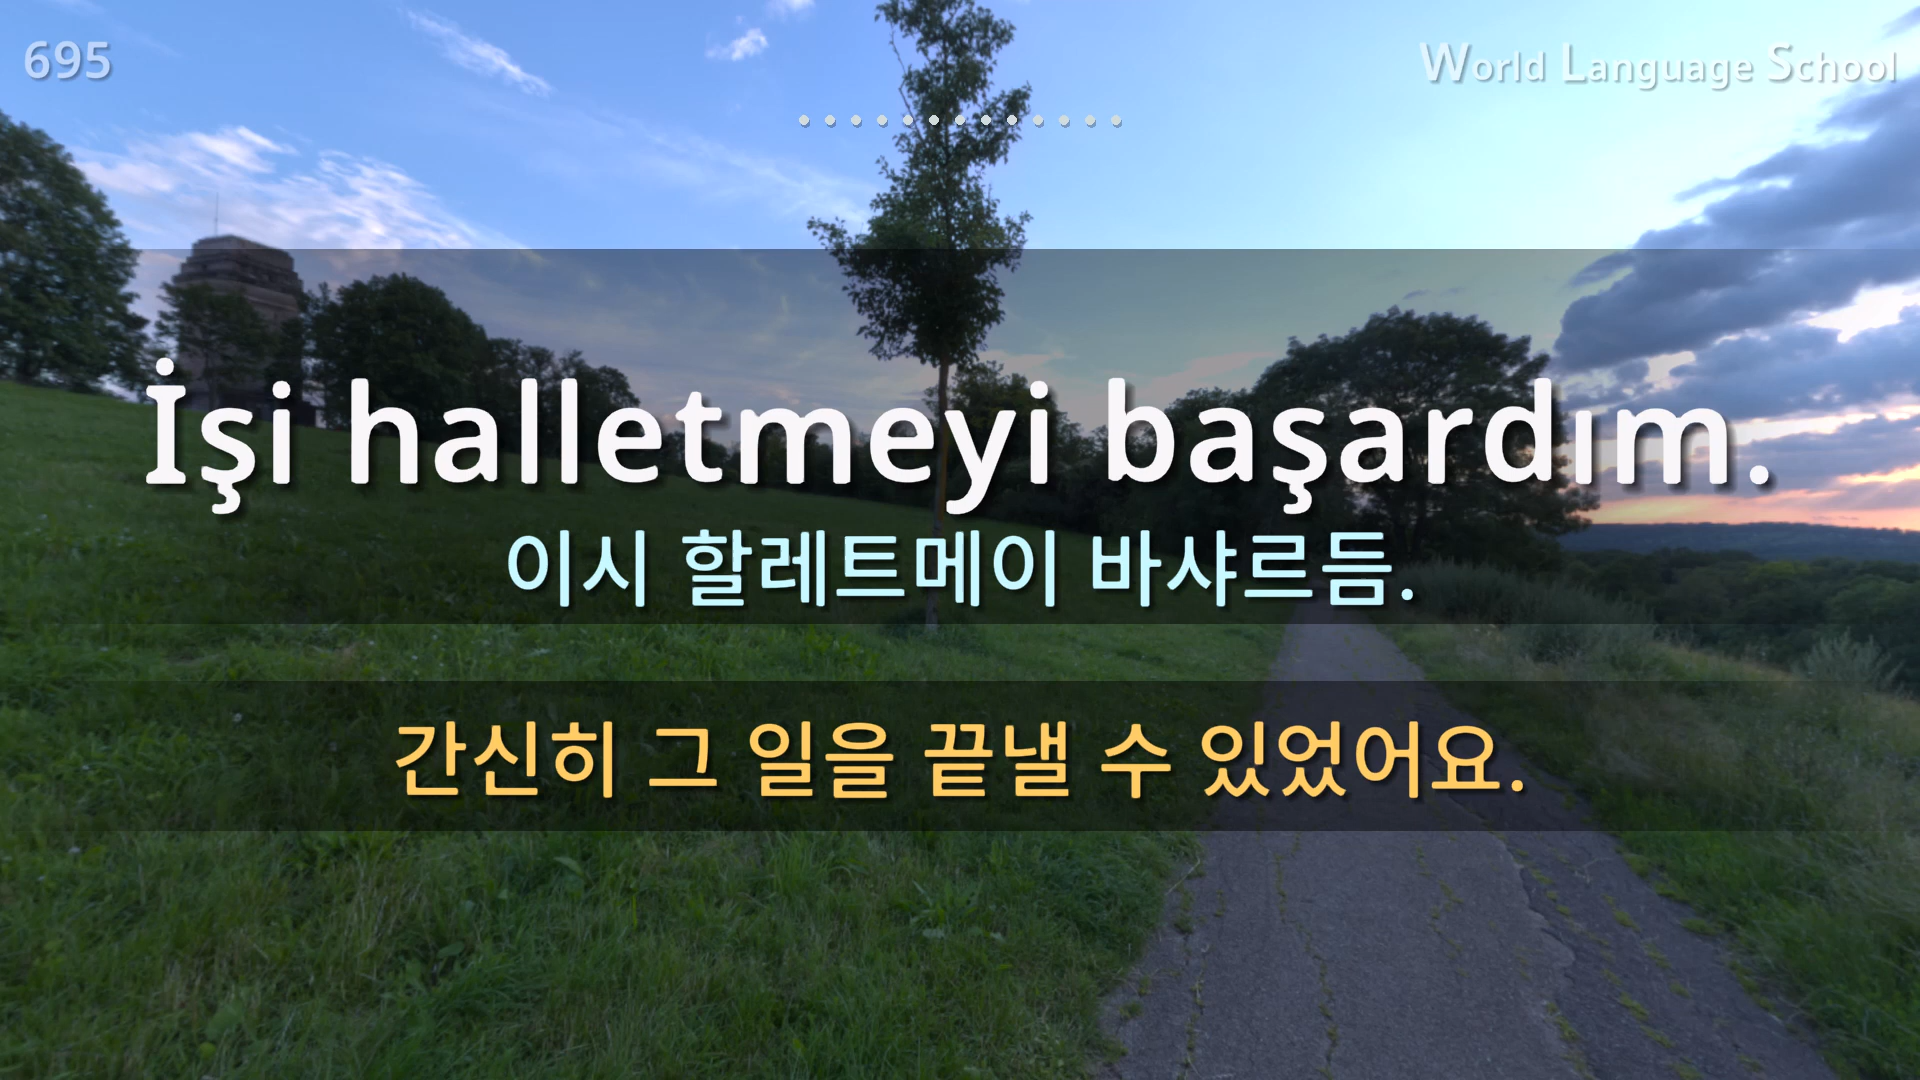 695
World Language School
İşi halletmeyi başardım.
이시 할레트메이 바샤르듬.
간신히 그 일을 끝낼 수 있었어요.